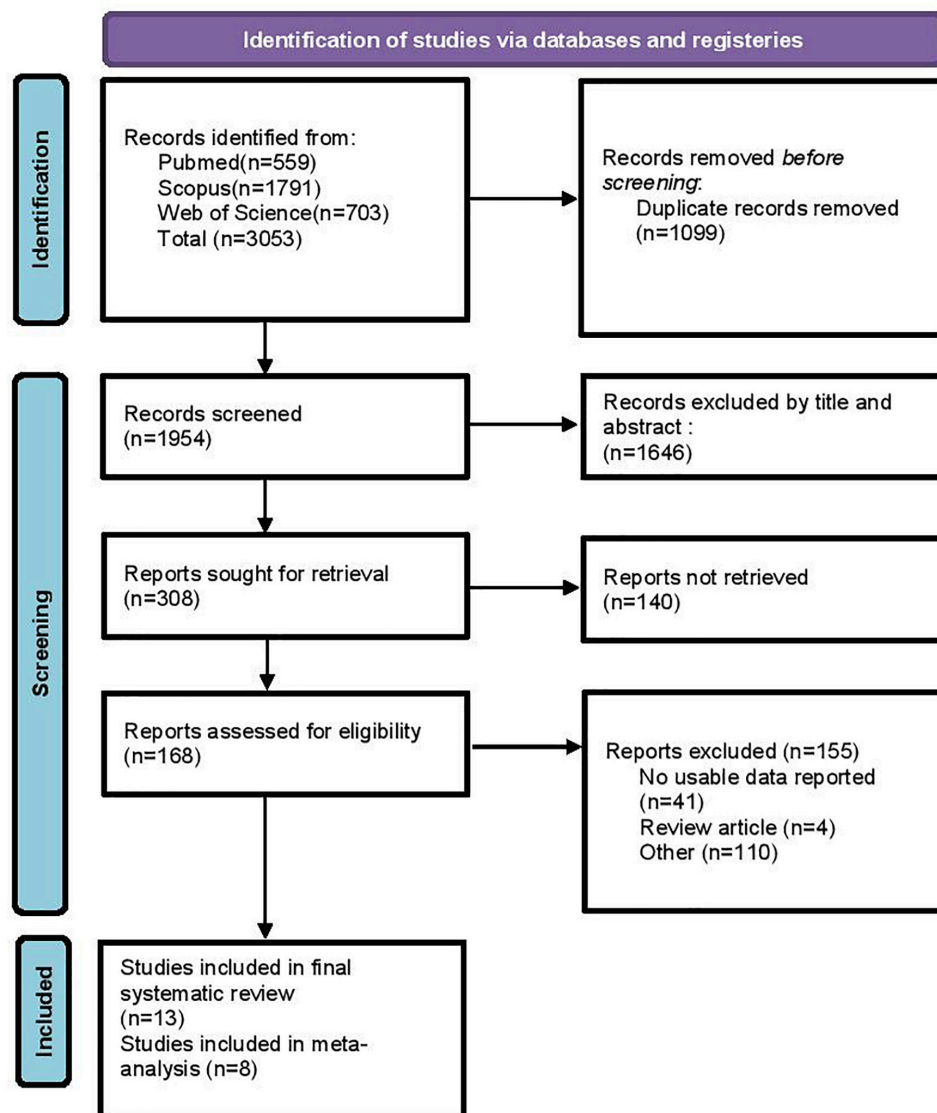 Identification of studies via databases and registeries
Identification
Records identified from:
Pubmed(n=559)
Scopus(n=1791)
Web of Science(n=703)
Total (n=3053)
Records removed before
screening:
Duplicate records removed
(n=1099)
Screening
Records screened
(n=1954)
Records excluded by title and
abstract :
(n=1646)
Reports sought for retrieval
(n=308)
Reports not retrieved
(n=140)
Reports assessed for eligibility
(n=168)
Reports excluded (n=155)
No usable data reported
(n=41)
Review article (n=4)
Other (n=110)
Included
Studies included in final
systematic review
(n=13)
Studies included in meta-
analysis (n=8)